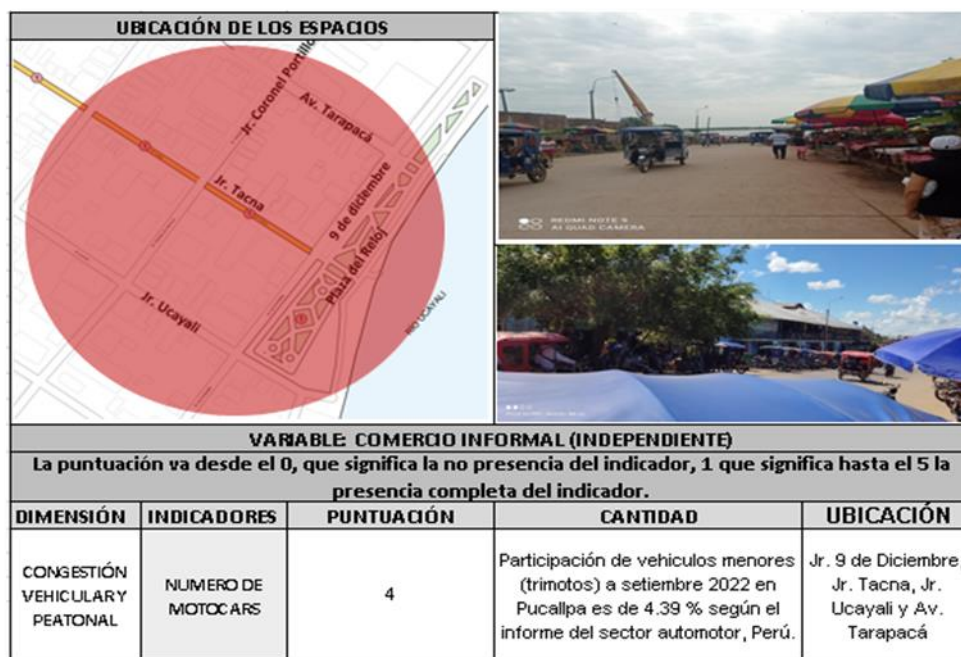 UBICACIÓN DE LOS ESPACIOS
Jr. Coronel Portillo
Av. Tarapacá
Jr. Tacna
9 de diciembre
Plaza del Reloj
Jr. Ucayali
RIO UCAYALI
REDMI NOTE 9
AI QUAD CAMERA
VARIABLE: COMERCIO INFORMAL (INDEPENDIENTE)
La puntuación va desde el 0, que significa la no presencia del indicador, 1 que significa hasta el 5 la
presencia completa del indicador.
DIMENSIÓN INDICADORES PUNTUACIÓN CANTIDAD UBICACIÓN
CONGESTIÓN
VEHICULAR Y
PEATONAL
NUMERO DE
MOTOCARS
4
Participación de vehiculos menores
(trimotos) a setiembre 2022 en
Pucallpa es de 4.39 % según el
informe del sector automotor, Perú.
Jr. 9 de Diciembre,
Jr. Tacna, Jr.
Ucayali y Av.
Tarapacá